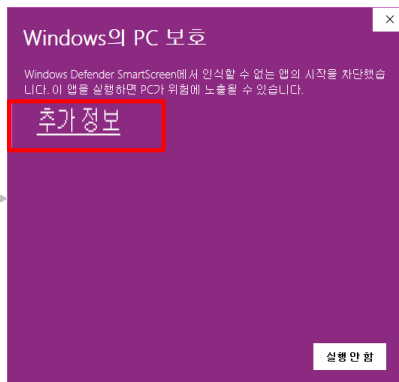 Windows의 PC 보호
Windows Defender SmartScreen에서 인식할 수 없는 앱의 시작을 차단했습
니다. 이 앱을 실행하면 PC가 위험에 노출될 수 있습니다.
추가 정보
실행 안 함